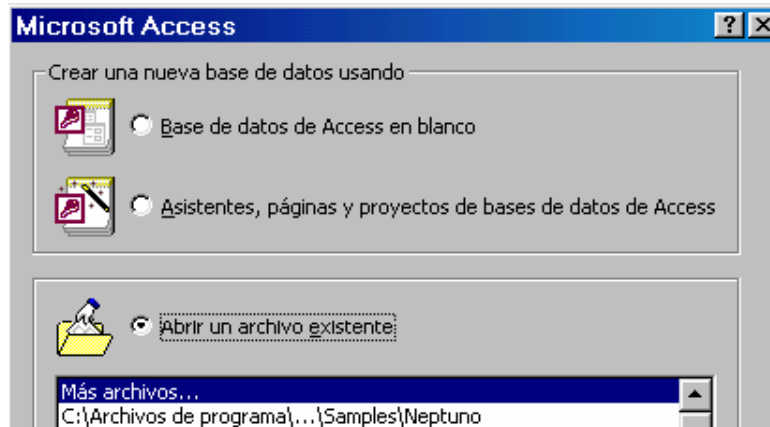 Microsoft Access
Crear una nueva base de datos usando
Base de datos de Access en blanco
Asistentes, páginas y proyectos de bases de datos de Access
Abrir un archivo existente
Más archivos...
C:\Archivos de programa\...\Samples\Neptuno